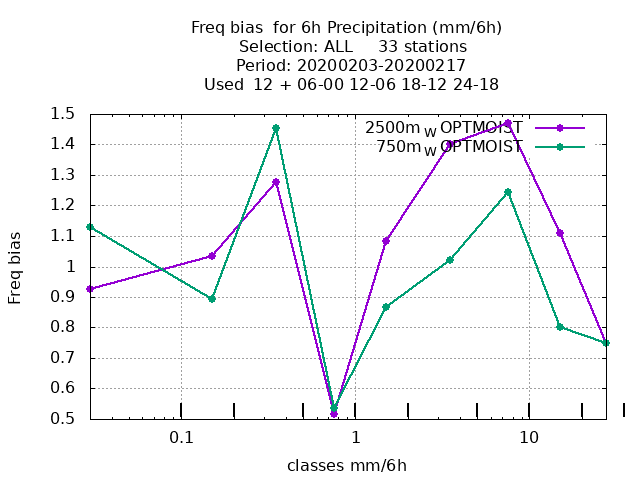 Freq bias  for 6h Precipitation (mm/6h)
Selection: ALL     33 stations
Period: 20200203-20200217
Used  12 + 06-00 12-06 18-12 24-18
2500m_W OPTMOIST
750m_W OPTMOIST
1.5
1.4
1.3
1.2
1.1
1
0.9
0.8
0.7
0.6
0.5
Freq bias
0.1 1 10
classes mm/6h